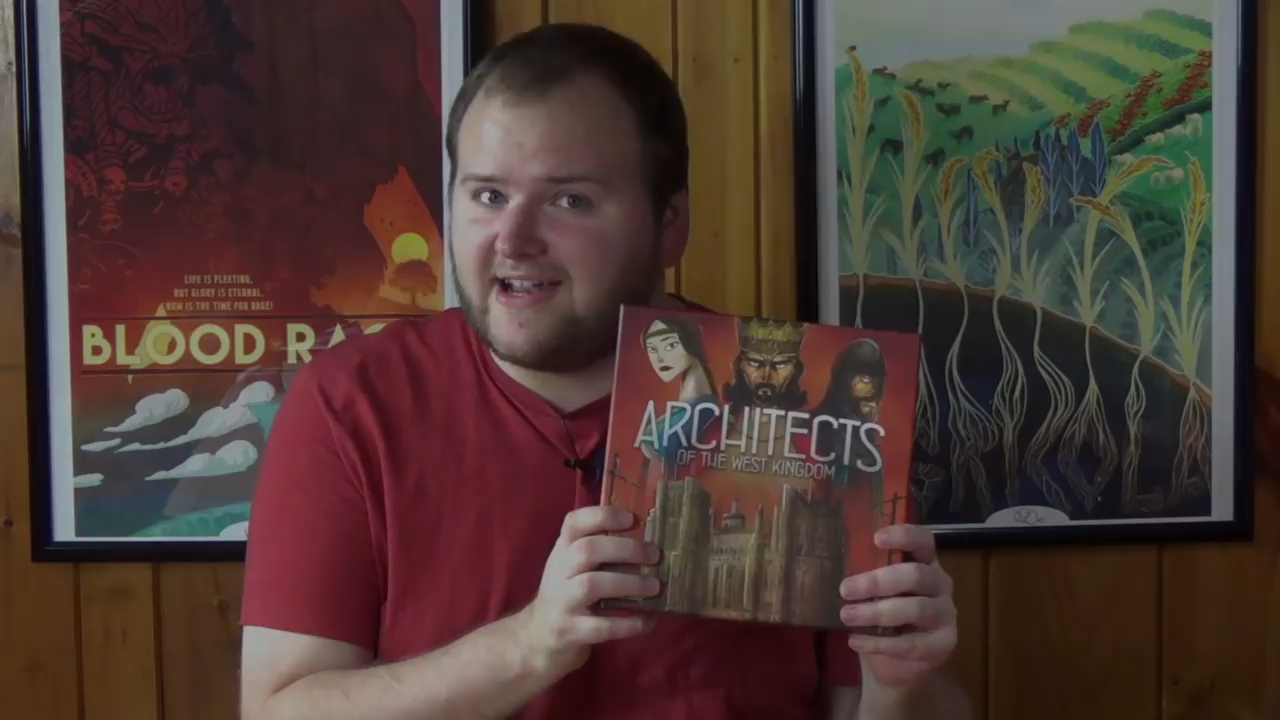 LIFE IS FLEETING,
BUT GLORY IS ETERNAL.
NOW IS THE TIME FOR RAGE!
BLOOD
ARCHITECTS
OF THE WEST KINGDOM